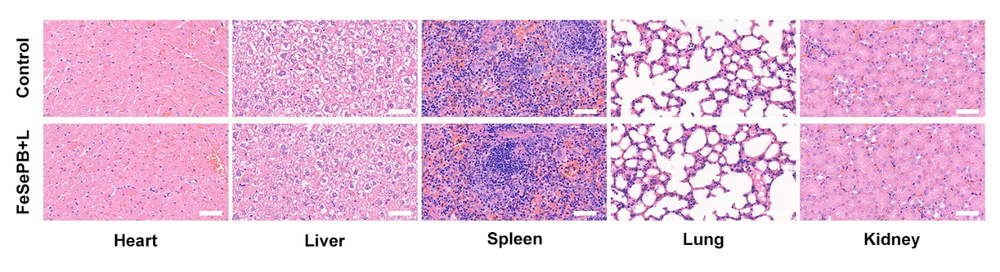 Control
FeSePB+L
Heart
Liver
Spleen
Lung
Kidney